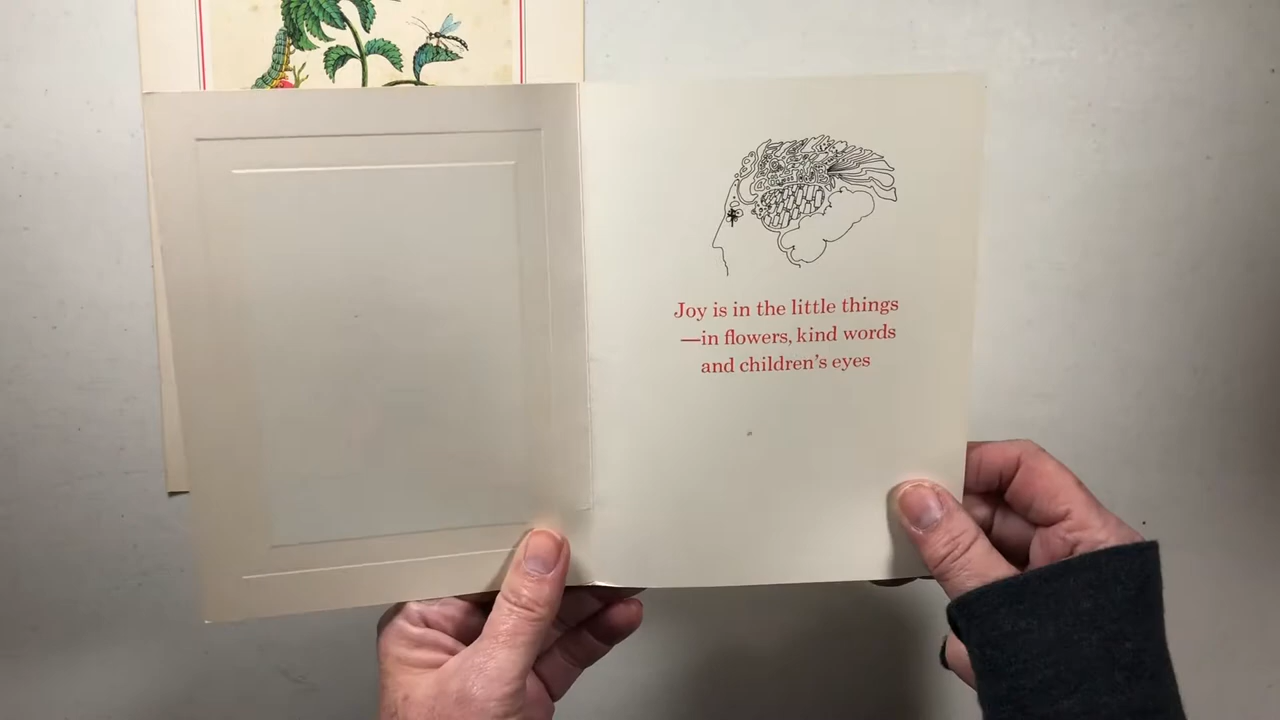 Joy is in the little things
—in flowers, kind words
and children's eyes